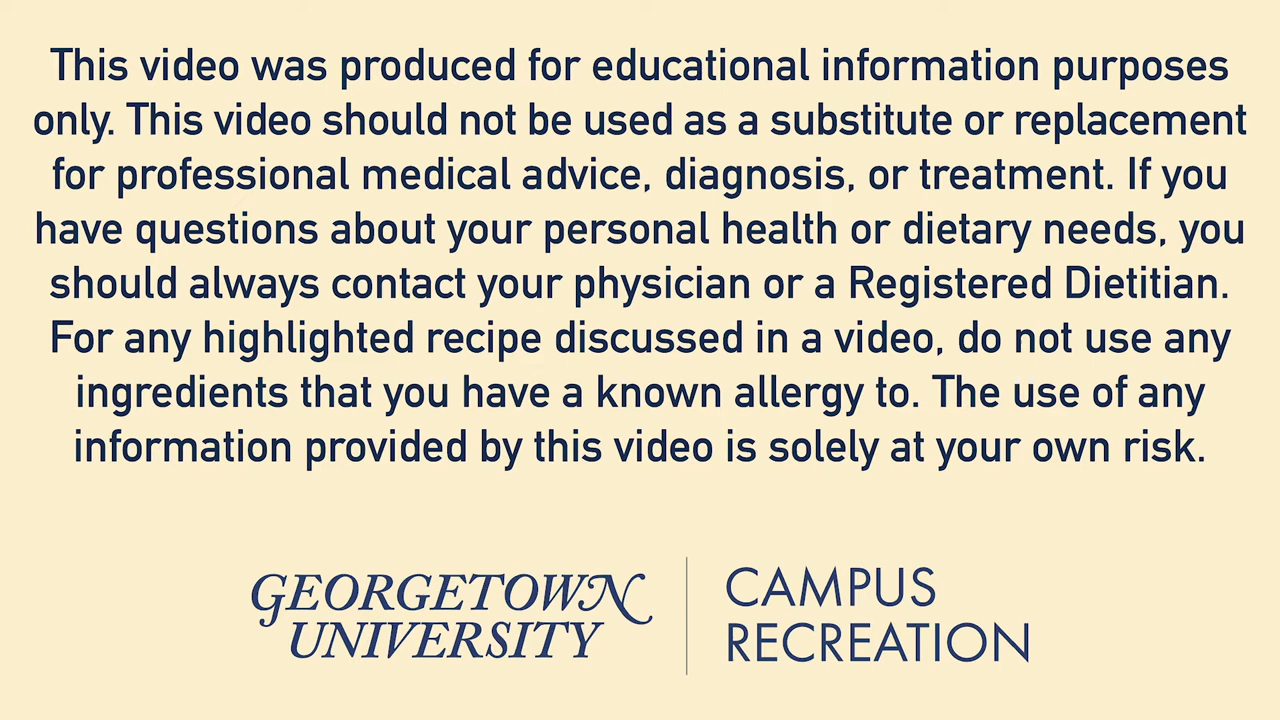 This video was produced for educational information purposes
only. This video should not be used as a substitute or replacement
for professional medical advice, diagnosis, or treatment. If you
have questions about your personal health or dietary needs, you
should always contact your physician or a Registered Dietitian.
For any highlighted recipe discussed in a video, do not use any
ingredients that you have a known allergy to. The use of any
information provided by this video is solely at your own risk.
GEORGETOWN
UNIVERSITY
CAMPUS
RECREATION